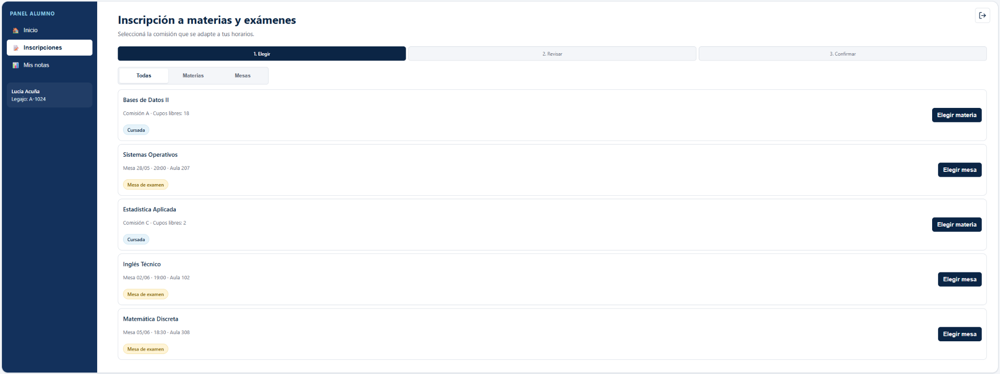 PANEL ALUMNO
Inicio
Inscripciones
Mis notas
Lucía Acuña
Legajo: A-1024
Inscripción a materias y exámenes
Seleccioná la comisión que se adapte a tus horarios.
1. Elegir
2. Revisar
3. Confirmar
Todas
Materias
Mesas
Bases de Datos II
Comisión A · Cupos libres: 18
Cursada
Elegir materia
Sistemas Operativos
Mesa 28/05 · 20:00 · Aula 207
Mesa de examen
Elegir mesa
Estadística Aplicada
Comisión C · Cupos libres: 2
Cursada
Elegir materia
Inglés Técnico
Mesa 02/06 · 19:00 · Aula 102
Mesa de examen
Elegir mesa
Matemática Discreta
Mesa 05/06 · 18:30 · Aula 308
Mesa de examen
Elegir mesa